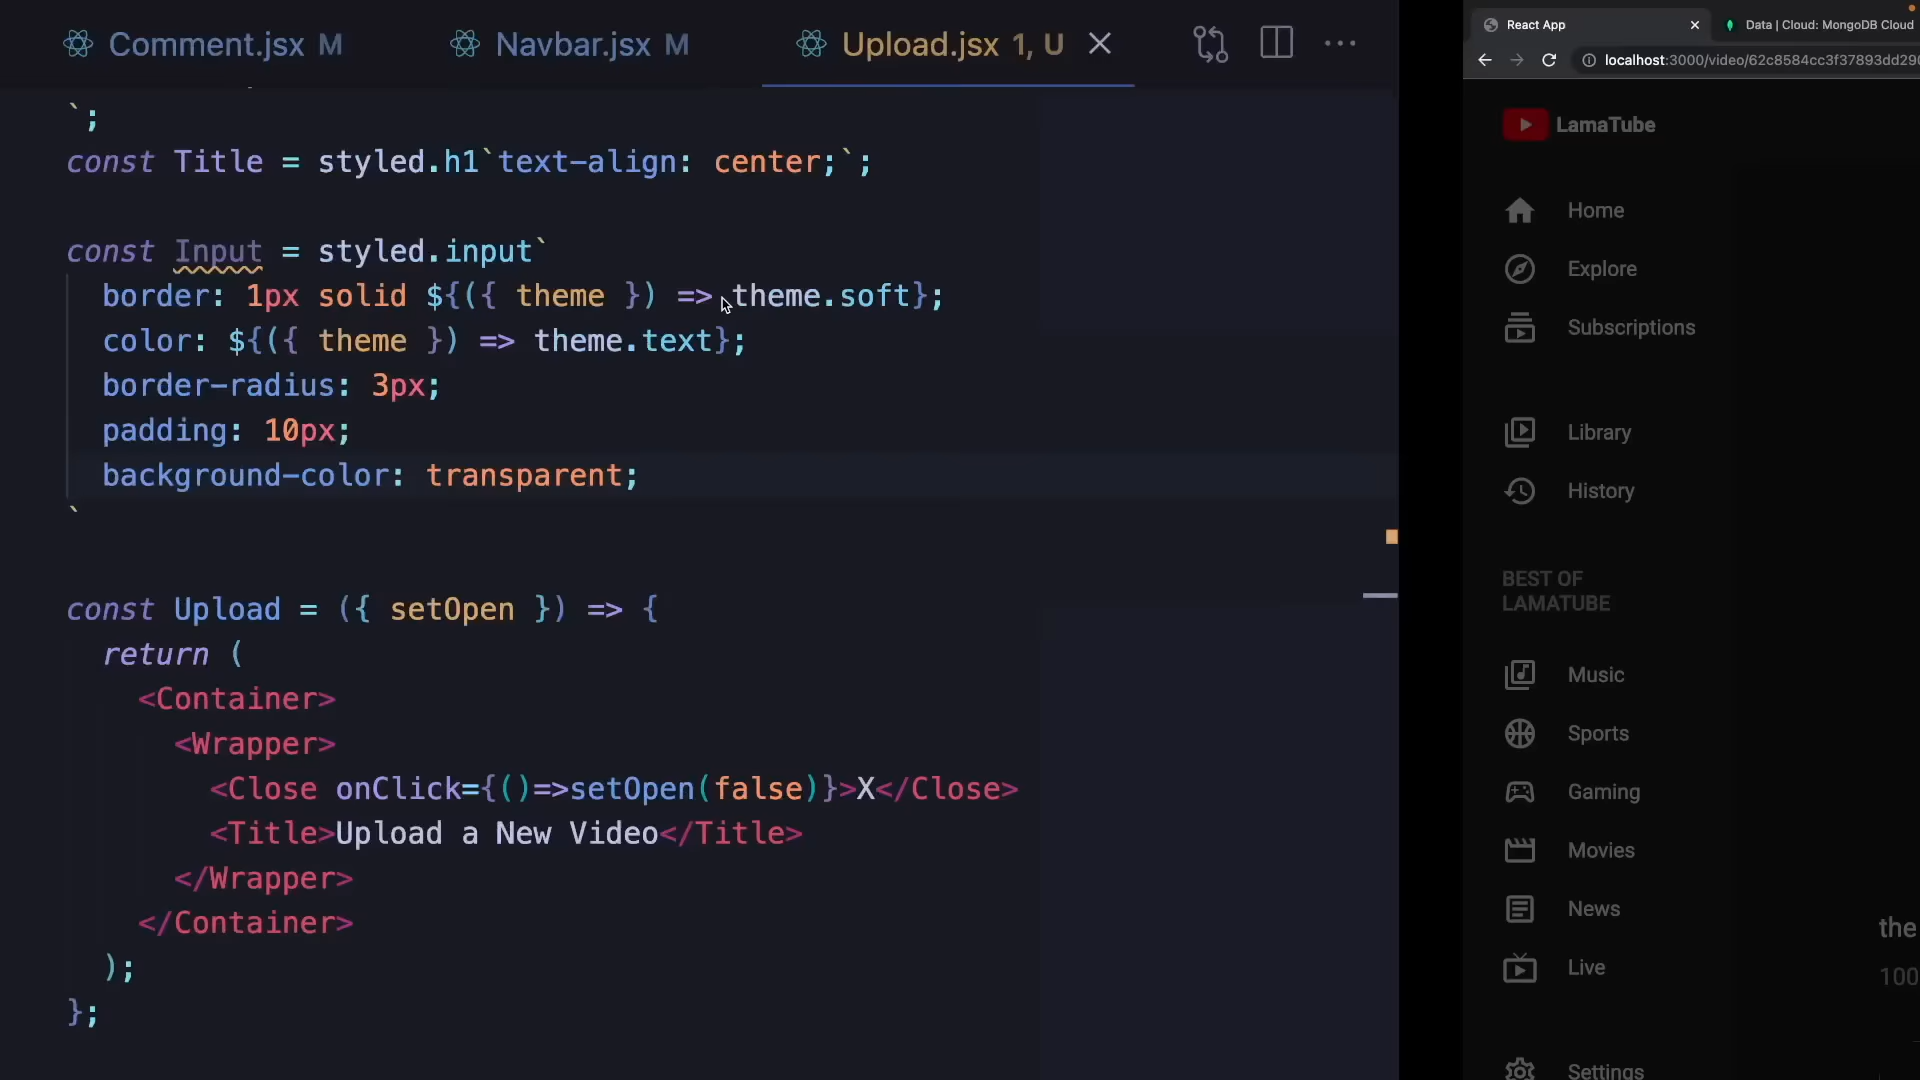 Comment.jsx M
Navbar.jsx M
Upload.jsx 1, U
`;
const Title = styled.h1`text-align: center;`;
const Input = styled.input`
border: 1px solid ${({ theme }) => theme.soft};
color: ${({ theme }) => theme.text};
border-radius: 3px;
padding: 10px;
background-color: transparent;
`
const Upload = ({ setOpen }) => {
return (
<Container>
<Wrapper>
<Close onClick={()=>setOpen(false)}>X</Close>
<Title>Upload a New Video</Title>
</Wrapper>
</Container>
);
};
React App
Data | Cloud: MongoDB Cloud
localhost:3000/video/62c8584cc3f37893dd290
LamaTube
Home
Explore
Subscriptions
Library
History
BEST OF
LAMATUBE
Music
Sports
Gaming
Movies
News
Live
Settings
the
100